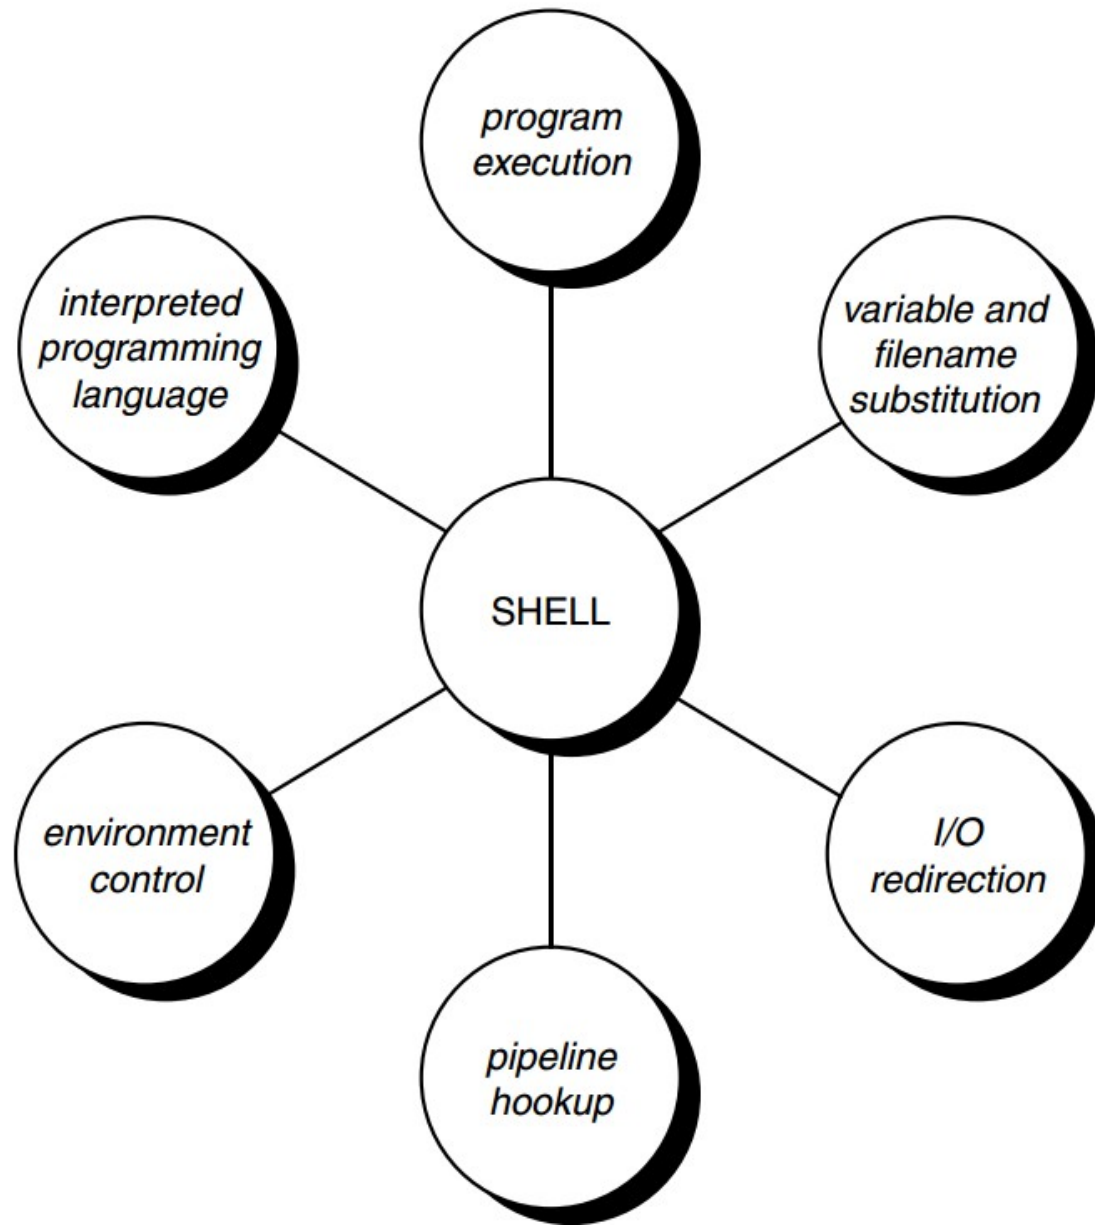 program
execution
interpreted
programming
language
variable and
filename
substitution
SHELL
environment
control
I/O
redirection
pipeline
hookup